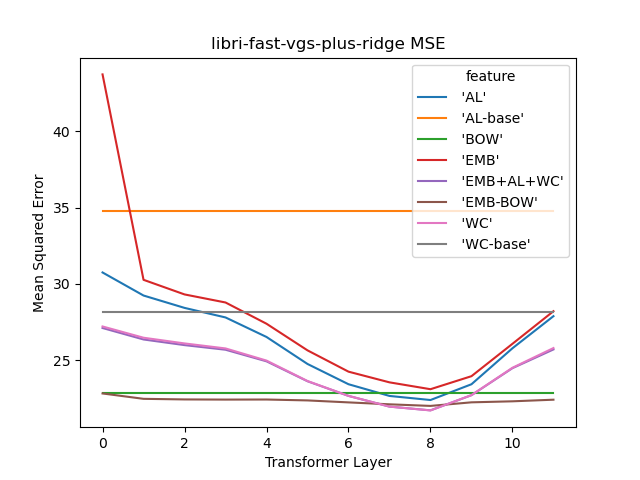 libri-fast-vgs-plus-ridge MSE
Mean Squared Error
40
35
30
25
0 2 4 6 8 10
Transformer Layer
feature
'AL'
'AL-base'
'BOW'
'EMB'
'EMB+AL+WC'
'EMB-BOW'
'WC'
'WC-base'